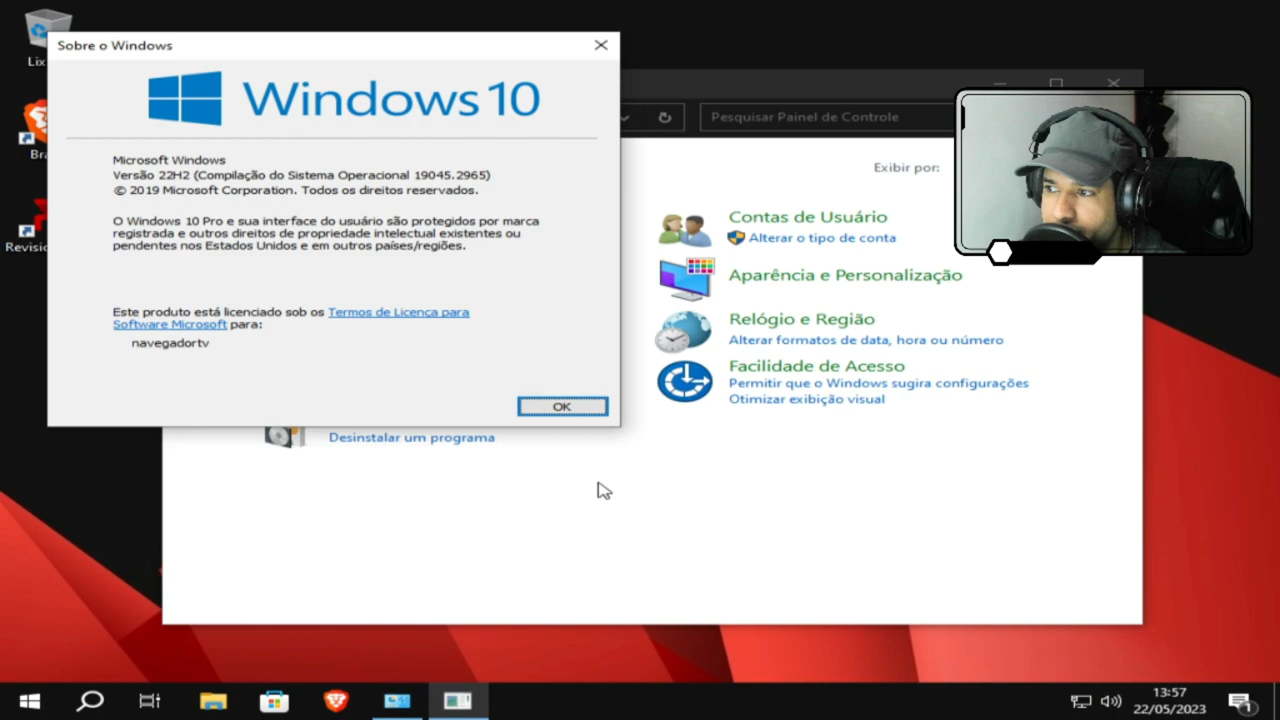 Sobre o Windows
Windows 10
Microsoft Windows
Versão 22H2 (Compilação do Sistema Operacional 19045.2965)
© 2019 Microsoft Corporation. Todos os direitos reservados.
O Windows 10 Pro e sua interface do usuário são protegidos por marca
registrada e outros direitos de propriedade intelectual existentes ou
pendentes nos Estados Unidos e em outros países/regiões.
Este produto está licenciado sob os Termos de Licença para
Software Microsoft para:
navegadortv
OK
Lix
Bra
Revision
Pesquisar Painel de Controle
Exibir por:
Contas de Usuário
Alterar o tipo de conta
Aparência e Personalização
Relógio e Região
Alterar formatos de data, hora ou número
Facilidade de Acesso
Permitir que o Windows sugira configurações
Otimizar exibição visual
Desinstalar um programa
13:57
22/05/2023
1